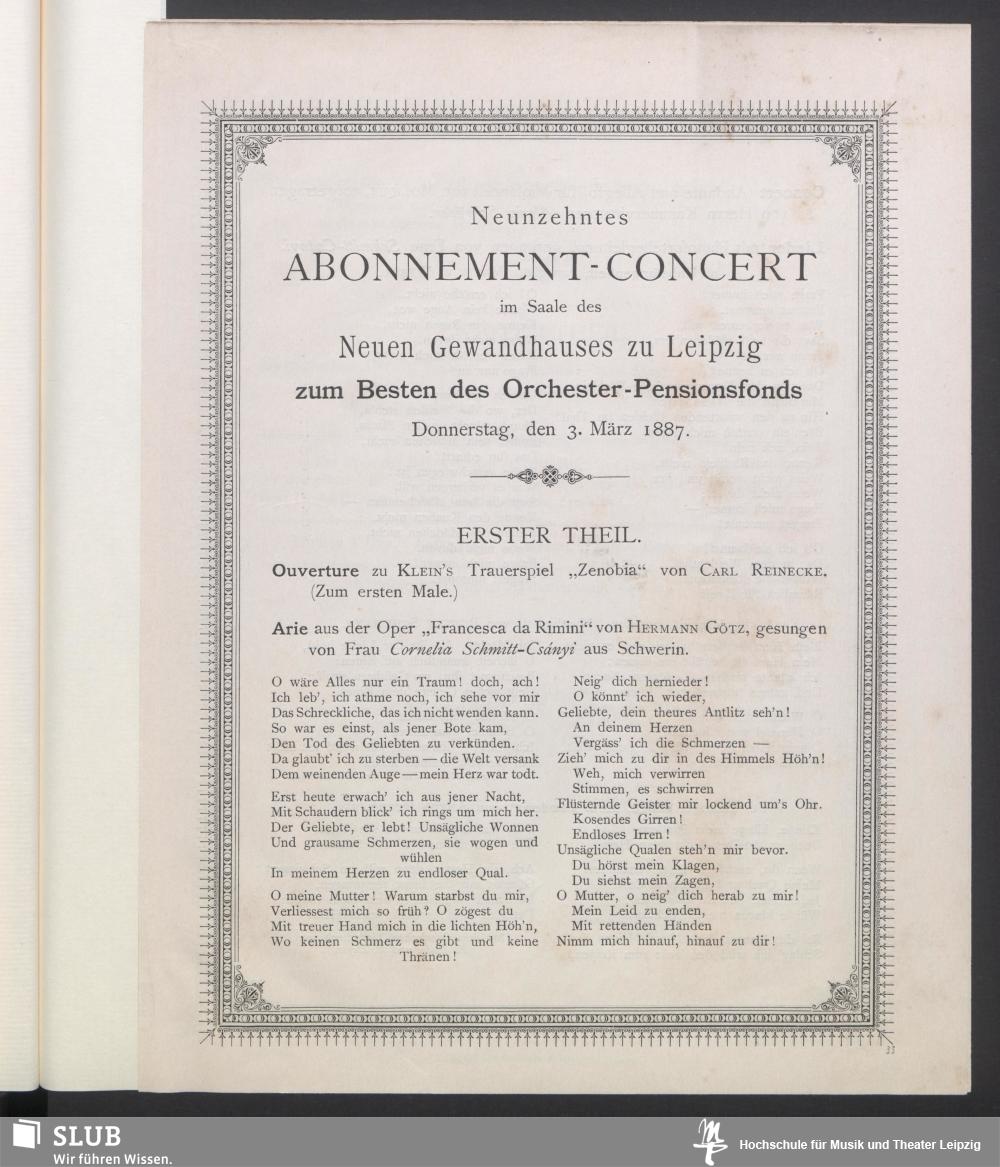 Neunzehntes
ABONNEMENT-CONCERT
im Saale des
Neuen Gewandhauses zu Leipzig
zum Besten des Orchester-Pensionsfonds
Donnerstag, den 3. März 1887.
ERSTER THEIL.
Ouverture zu KLEIN'S Trauerspiel „Zenobia“ von CARL REINECKE.
(Zum ersten Male.)
Arie aus der Oper „Francesca da Rimini“ von HERMANN GÖTZ, gesungen
von Frau Cornelia Schmitt-Csányi aus Schwerin.
O wäre Alles nur ein Traum! doch, ach!
Ich leb', ich athme noch, ich sehe vor mir
Das Schreckliche, das ich nicht wenden kann.
So war es einst, als jener Bote kam,
Den Tod des Geliebten zu verkünden.
Da glaubt' ich zu sterben — die Welt versank
Dem weinenden Auge — mein Herz war todt.
Erst heute erwach' ich aus jener Nacht,
Mit Schaudern blick' ich rings um mich her.
Der Geliebte, er lebt! Unsägliche Wonnen
Und grausame Schmerzen, sie wogen und
wühlen
In meinem Herzen zu endloser Qual.
O meine Mutter! Warum starbst du mir,
Verliessest mich so früh? O zögest du
Mit treuer Hand mich in die lichten Höh'n,
Wo keinen Schmerz es gibt und keine
Thränen!
Neig' dich hernieder!
O könnt' ich wieder,
Geliebte, dein theures Antlitz seh'n!
An deinem Herzen
Vergäss' ich die Schmerzen —
Zieh' mich zu dir in des Himmels Höh'n!
Weh, mich verwirren
Stimmen, es schwirren
Flüsternde Geister mir lockend um's Ohr.
Kosendes Girren!
Endloses Irren!
Unsägliche Qualen steh'n mir bevor.
Du hörst mein Klagen,
Du siehst mein Zagen,
O Mutter, o neig' dich herab zu mir!
Mein Leid zu enden,
Mit rettenden Händen
Nimm mich hinauf, hinauf zu dir!
33
SLUB
Wir führen Wissen.
Hochschule für Musik und Theater Leipzig